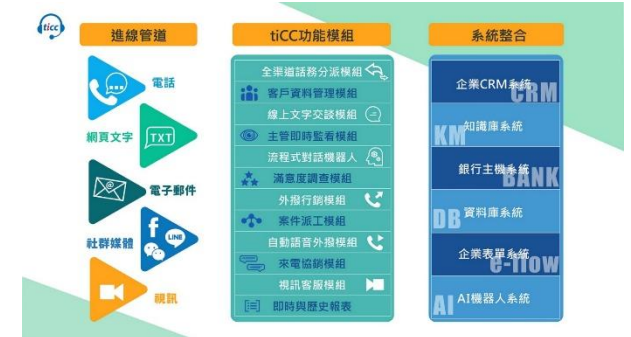 ticc
進線管道
電話
網頁文字
TXT
電子郵件
社群媒體
f
LINE
視訊
tiCC功能模組
全渠道話務分派模組
客戶資料管理模組
線上文字交談模組
主管即時監看模組
流程式對話機器人
滿意度調查模組
外撥行銷模組
案件派工模組
自動語音外撥模組
來電協銷模組
視訊客服模組
即時與歷史報表
系統整合
企業CRM系統
CRM
知識庫系統
KM
銀行主機系統
BANK
資料庫系統
DB
企業表單系統
e-flow
AI機器人系統
AI